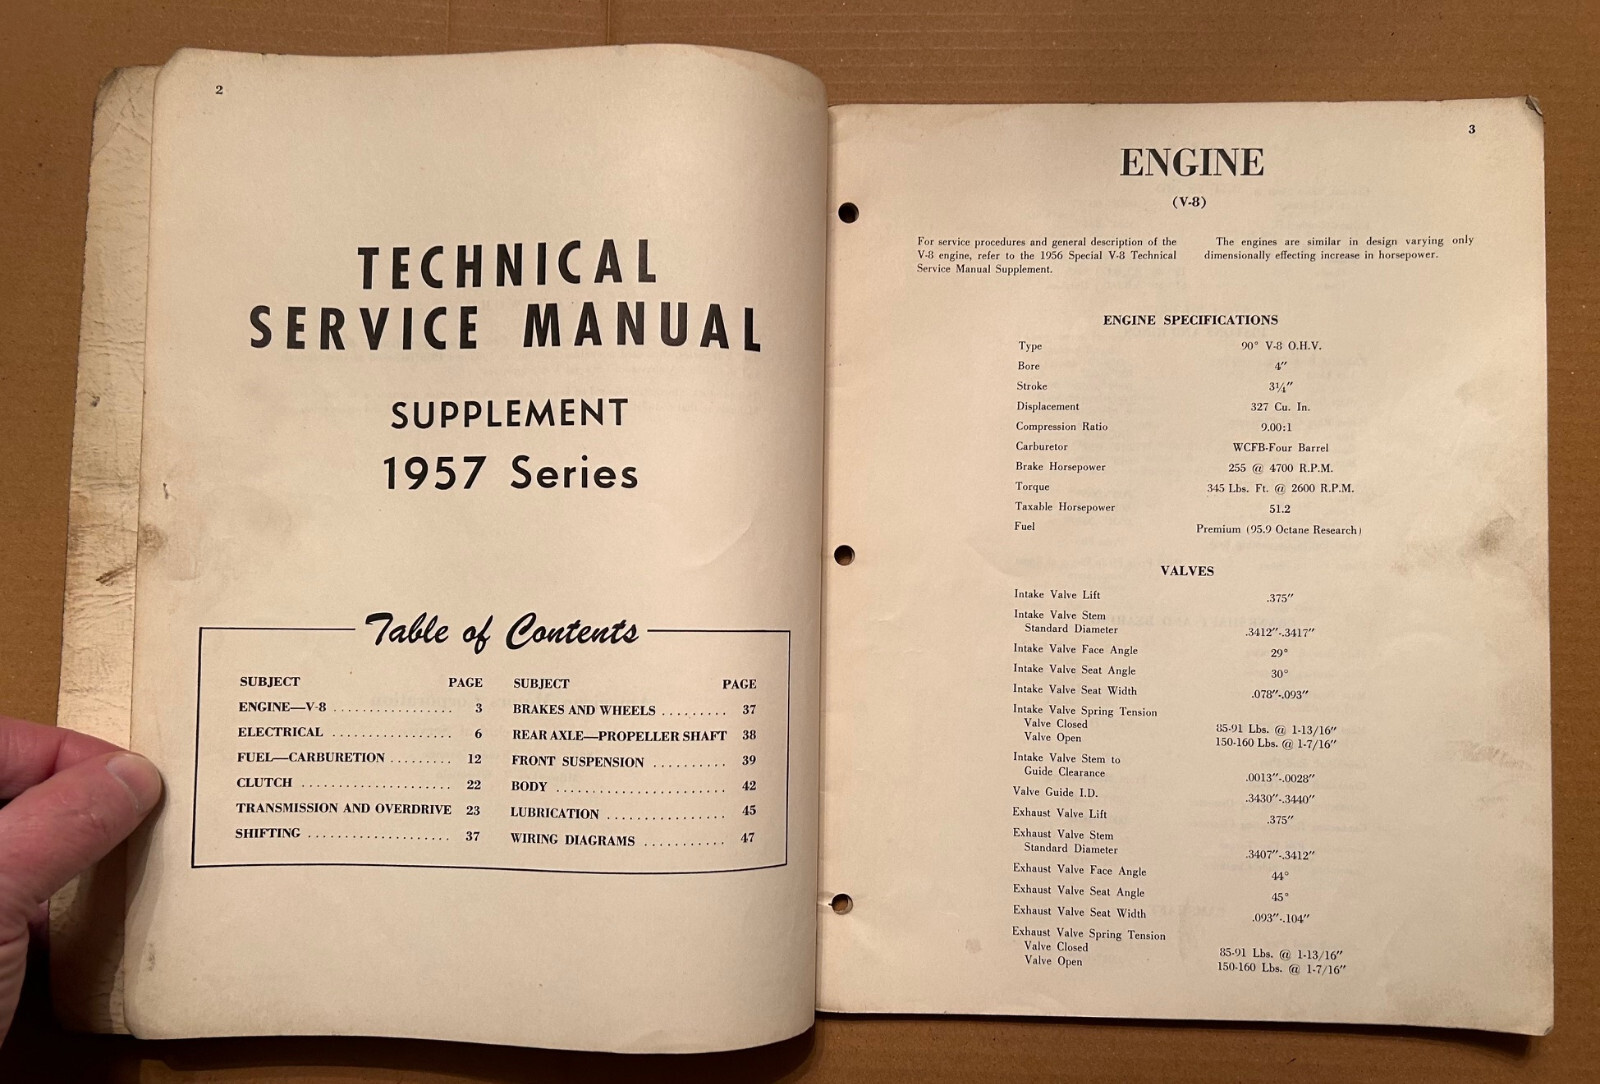 2
TECHNICAL
SERVICE MANUAL
SUPPLEMENT
1957 Series
Table of Contents
SUBJECT PAGE
ENGINE—V-8 ................. 3
ELECTRICAL ................. 6
FUEL—CARBURETION ......... 12
CLUTCH ..................... 22
TRANSMISSION AND OVERDRIVE 23
SHIFTING .................... 37
SUBJECT PAGE
BRAKES AND WHEELS ......... 37
REAR AXLE—PROPELLER SHAFT 38
FRONT SUSPENSION .......... 39
BODY ........................ 42
LUBRICATION ................. 45
WIRING DIAGRAMS ........... 47
3
ENGINE
(V-8)
For service procedures and general description of the
V-8 engine, refer to the 1956 Special V-8 Technical
Service Manual Supplement.
The engines are similar in design varying only
dimensionally effecting increase in horsepower.
ENGINE SPECIFICATIONS
Type 90° V-8 O.H.V.
Bore 4"
Stroke 3¼"
Displacement 327 Cu. In.
Compression Ratio 9.00:1
Carburetor WCFB-Four Barrel
Brake Horsepower 255 @ 4700 R.P.M.
Torque 345 Lbs. Ft. @ 2600 R.P.M.
Taxable Horsepower 51.2
Fuel Premium (95.9 Octane Research)
VALVES
Intake Valve Lift .375"
Intake Valve Stem
Standard Diameter .3412"-.3417"
Intake Valve Face Angle 29°
Intake Valve Seat Angle 30°
Intake Valve Seat Width .078"-.093"
Intake Valve Spring Tension
Valve Closed 85-91 Lbs. @ 1-13/16"
Valve Open 150-160 Lbs. @ 1-7/16"
Intake Valve Stem to
Guide Clearance .0013"-.0028"
Valve Guide I.D. .3430"-.3440"
Exhaust Valve Lift .375"
Exhaust Valve Stem
Standard Diameter .3407"-.3412"
Exhaust Valve Face Angle 44°
Exhaust Valve Seat Angle 45°
Exhaust Valve Seat Width .093"-.104"
Exhaust Valve Spring Tension
Valve Closed 85-91 Lbs. @ 1-13/16"
Valve Open 150-160 Lbs. @ 1-7/16"